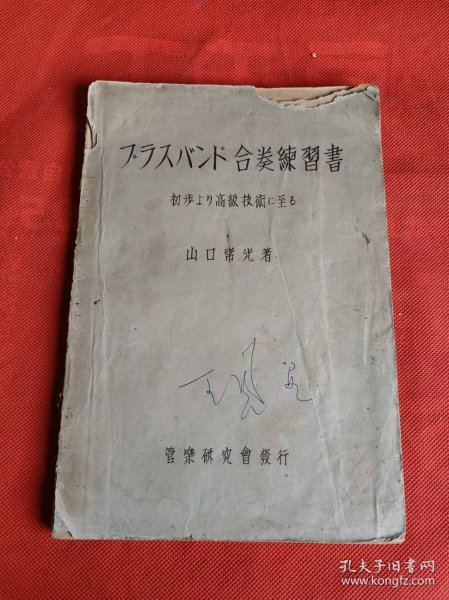 ブラスバンド合奏練習書
初歩より高級技術に至る
山口常光著
管樂研究會發行
孔夫子旧书网
www.kongfz.com